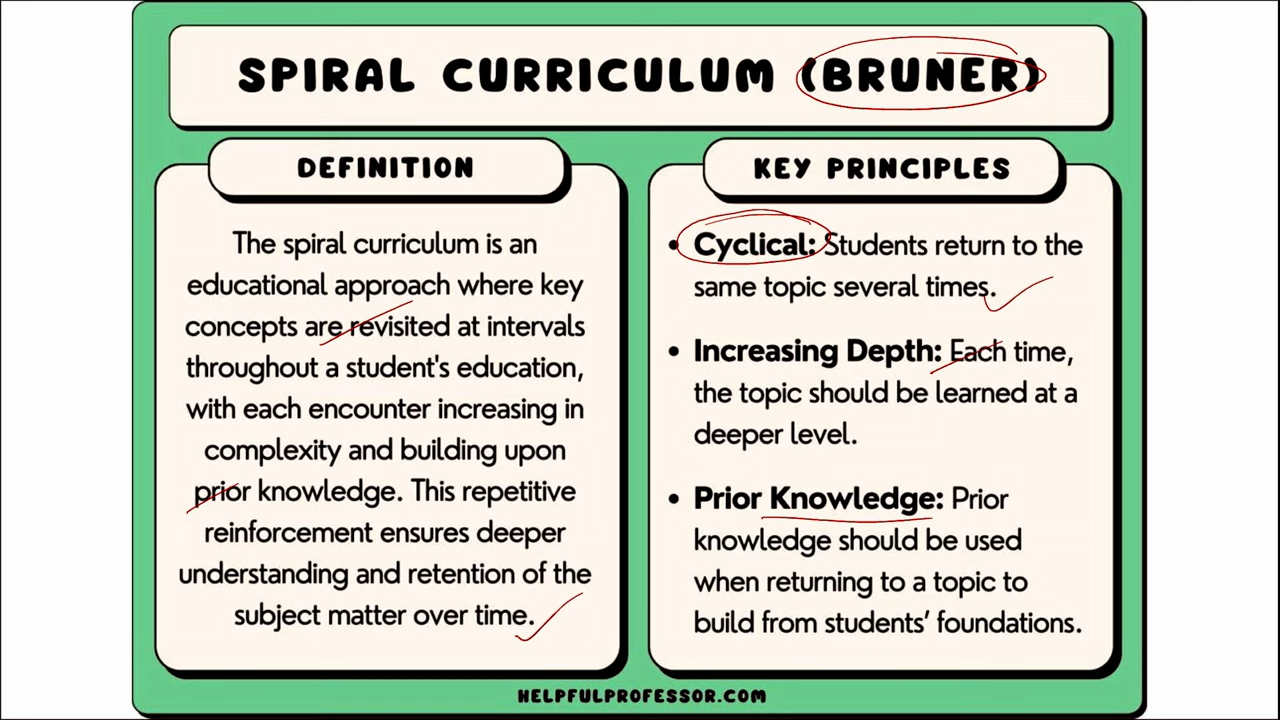 SPIRAL CURRICULUM (BRUNER)
DEFINITION
The spiral curriculum is an
educational approach where key
concepts are revisited at intervals
throughout a student's education,
with each encounter increasing in
complexity and building upon
prior knowledge. This repetitive
reinforcement ensures deeper
understanding and retention of the
subject matter over time.
KEY PRINCIPLES
• Cyclical: Students return to the
same topic several times.
• Increasing Depth: Each time,
the topic should be learned at a
deeper level.
• Prior Knowledge: Prior
knowledge should be used
when returning to a topic to
build from students’ foundations.
HELPFULPROFESSOR.COM